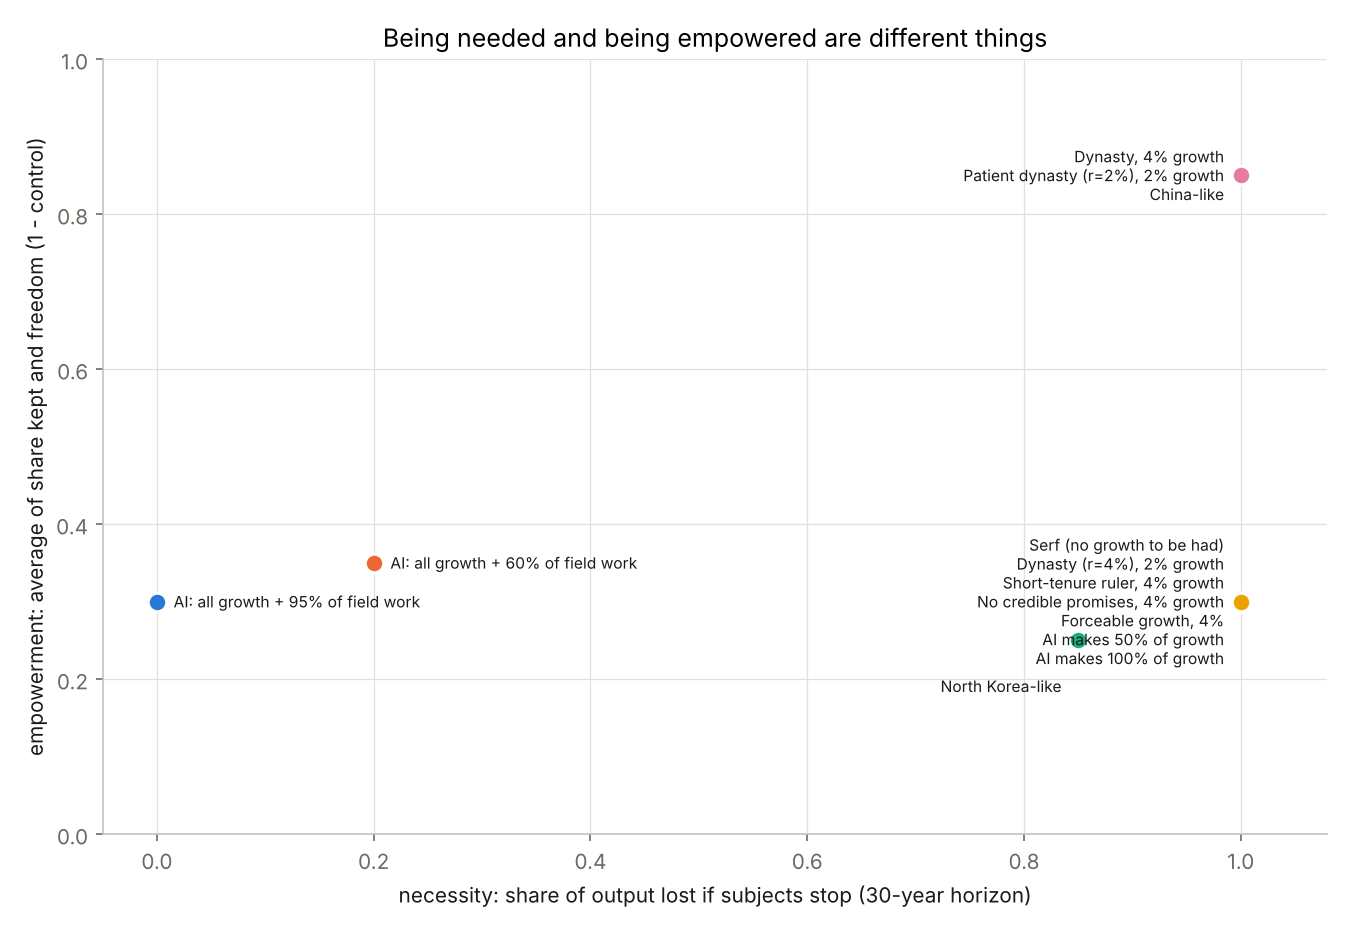 Being needed and being empowered are different things
empowerment: average of share kept and freedom (1 - control)
1.0
0.8
0.6
0.4
0.2
0.0
Dynasty, 4% growth
Patient dynasty (r=2%), 2% growth
China-like
AI: all growth + 60% of field work
AI: all growth + 95% of field work
Serf (no growth to be had)
Dynasty (r=4%), 2% growth
Short-tenure ruler, 4% growth
No credible promises, 4% growth
Forceable growth, 4%
AI makes 50% of growth
AI makes 100% of growth
North Korea-like
0.0
0.2
0.4
0.6
0.8
1.0
necessity: share of output lost if subjects stop (30-year horizon)